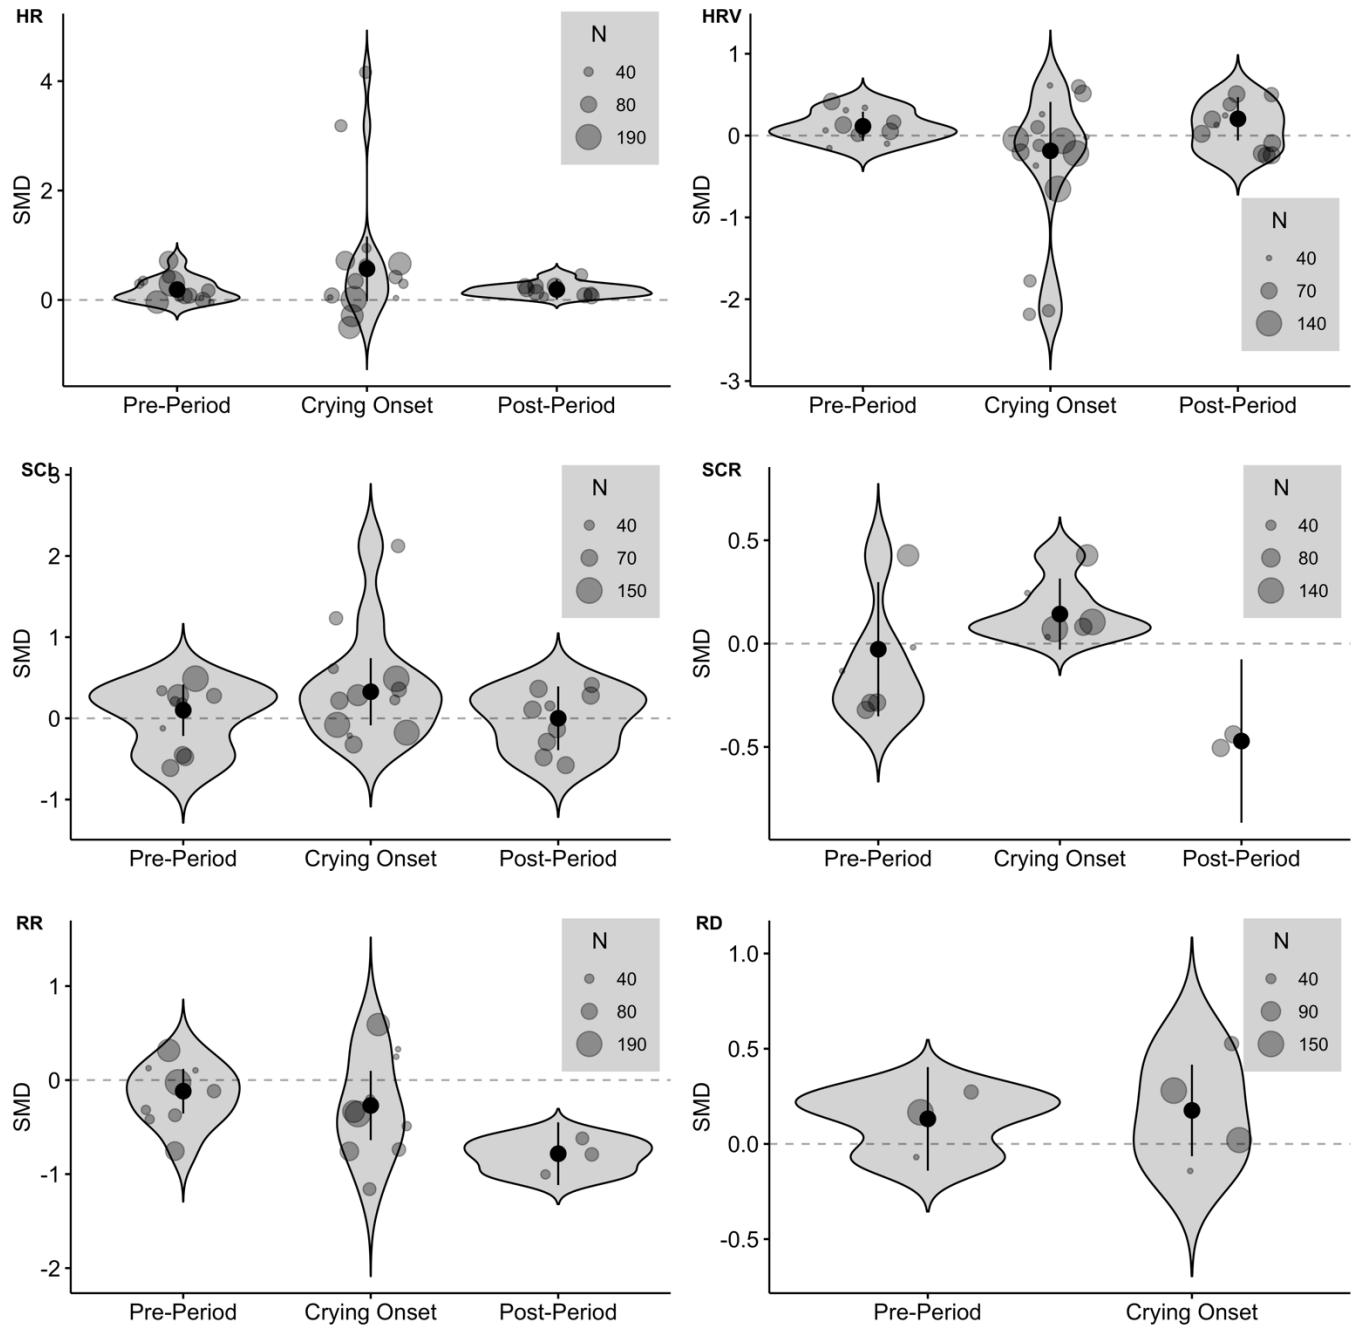 HR
SMD
4
2
0
Pre-Period
Crying Onset
Post-Period
N
40
80
190
HRV
SMD
1
0
-1
-2
-3
Pre-Period
Crying Onset
Post-Period
N
40
70
140
SCL
SMD
3
2
1
0
-1
Pre-Period
Crying Onset
Post-Period
N
40
70
150
SCR
SMD
0.5
0.0
-0.5
Pre-Period
Crying Onset
Post-Period
N
40
80
140
RR
SMD
1
0
-1
-2
Pre-Period
Crying Onset
Post-Period
N
40
80
190
RD
SMD
1.0
0.5
0.0
-0.5
Pre-Period
Crying Onset
N
40
90
150